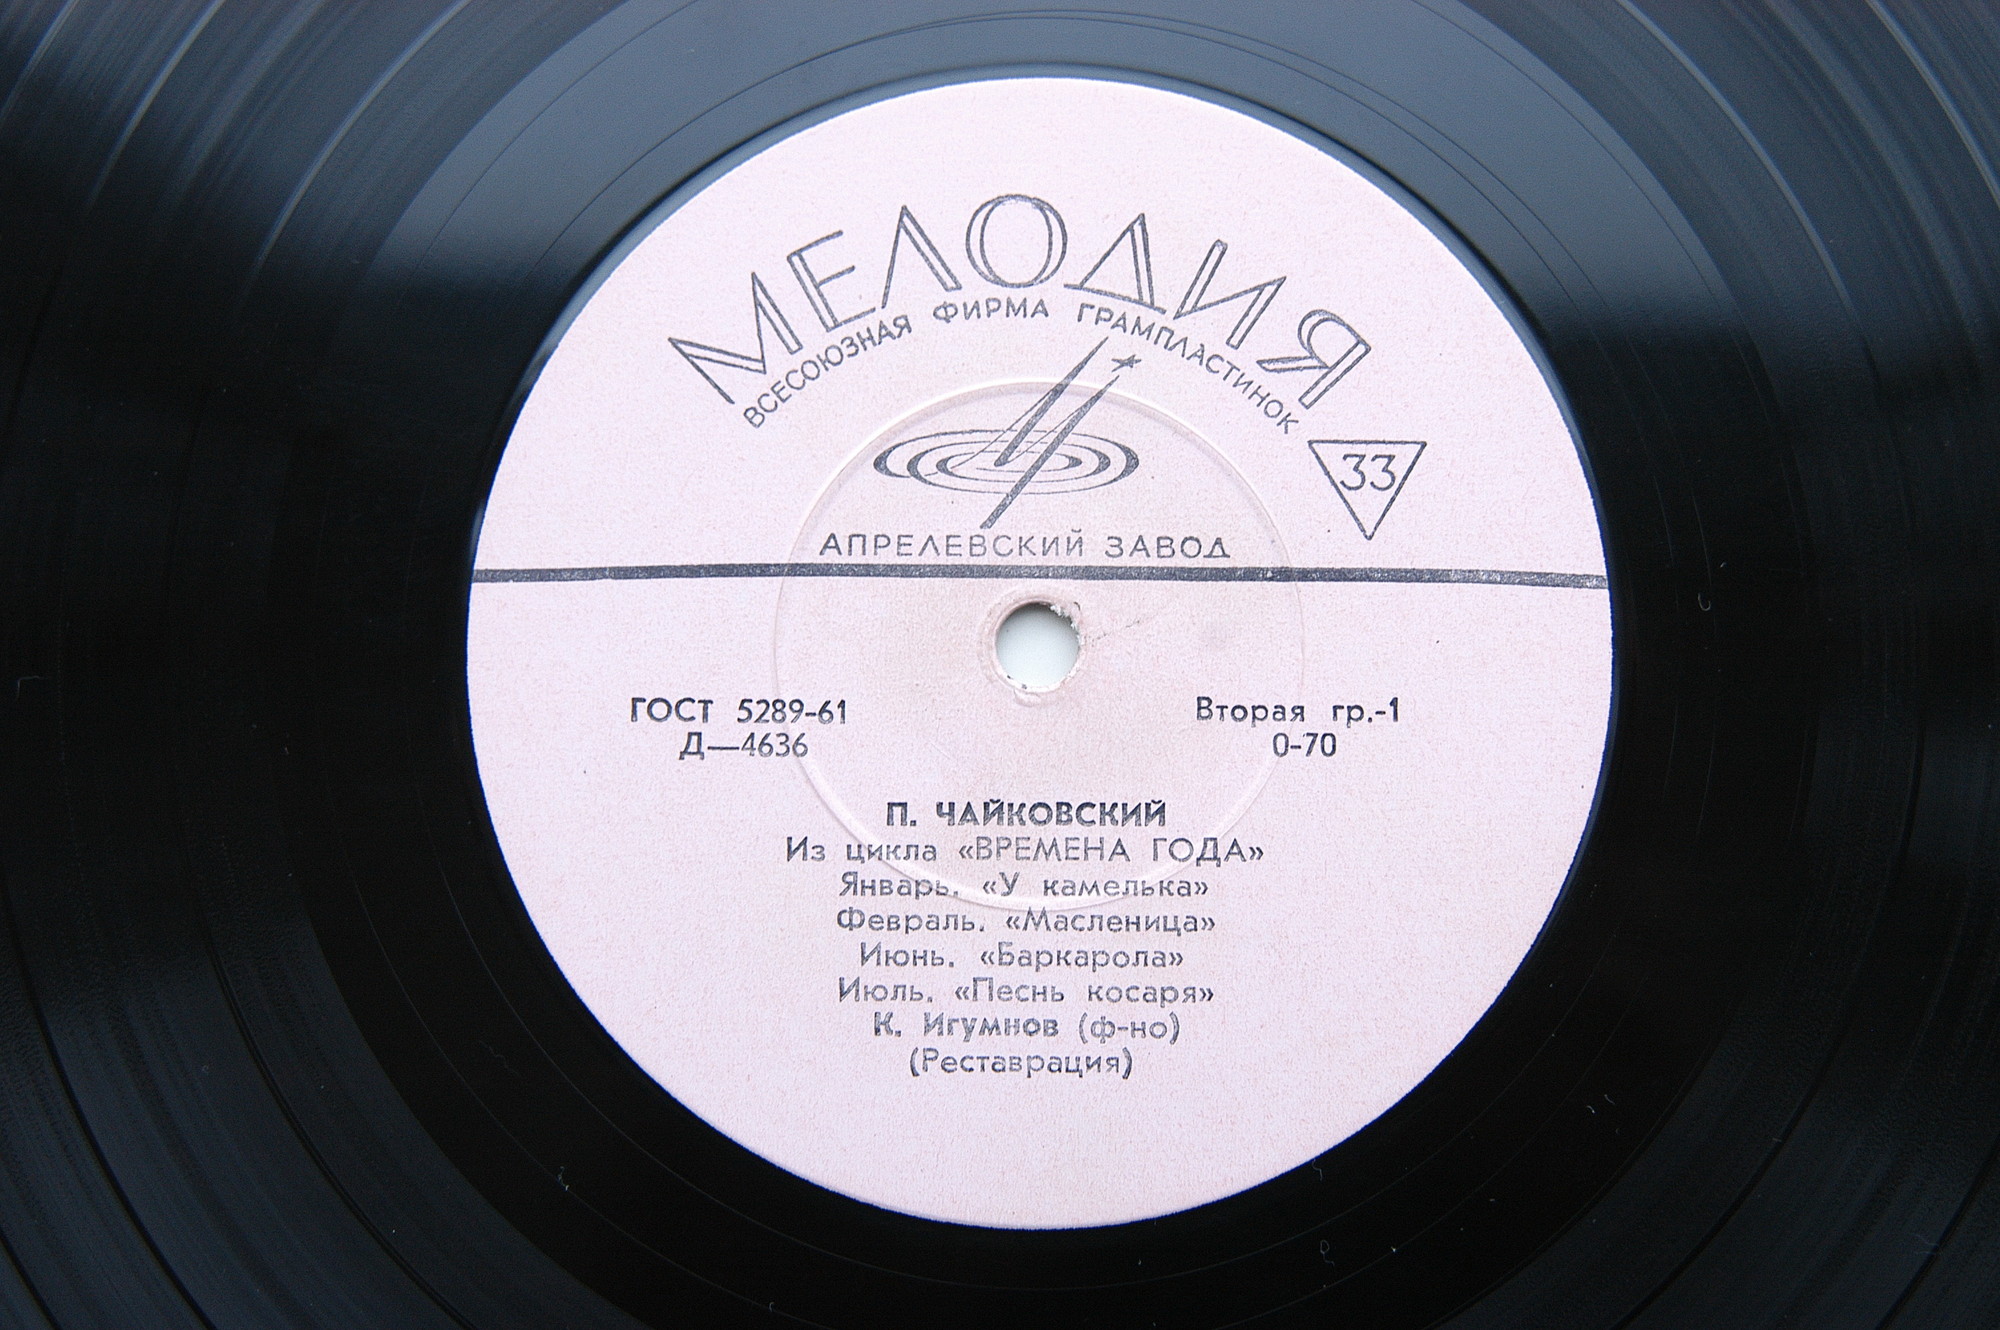 МЕЛОДИЯ
ВСЕСОЮЗНАЯ ФИРМА ГРАМПЛАСТИНОК
33
АПРЕЛЕВСКИЙ ЗАВОД
ГОСТ 5289-61
Д—4636
Вторая гр.-1
0-70
П. ЧАЙКОВСКИЙ
Из цикла «ВРЕМЕНА ГОДА»
Январь. «У камелька»
Февраль. «Масленица»
Июнь. «Баркарола»
Июль. «Песнь косаря»
К. Игумнов (ф-но)
(Реставрация)